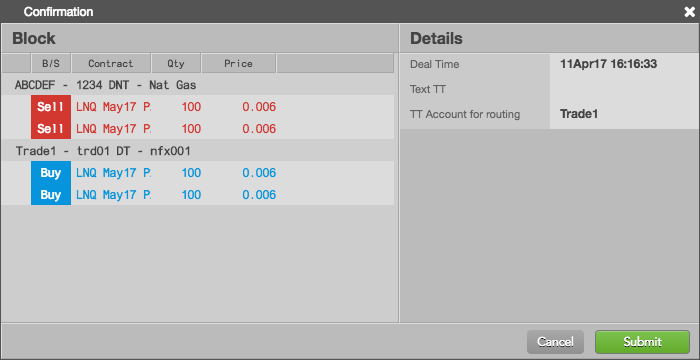 Confirmation
Block
B/S Contract Qty Price
ABCDEF - 1234 DNT - Nat Gas
Sell LNQ May17 P. 100 0.006
Sell LNQ May17 P. 100 0.006
Trade1 - trd01 DT - nfx001
Buy LNQ May17 P. 100 0.006
Buy LNQ May17 P. 100 0.006
Details
Deal Time 11Apr17 16:16:33
Text TT
TT Account for routing Trade1
Cancel Submit